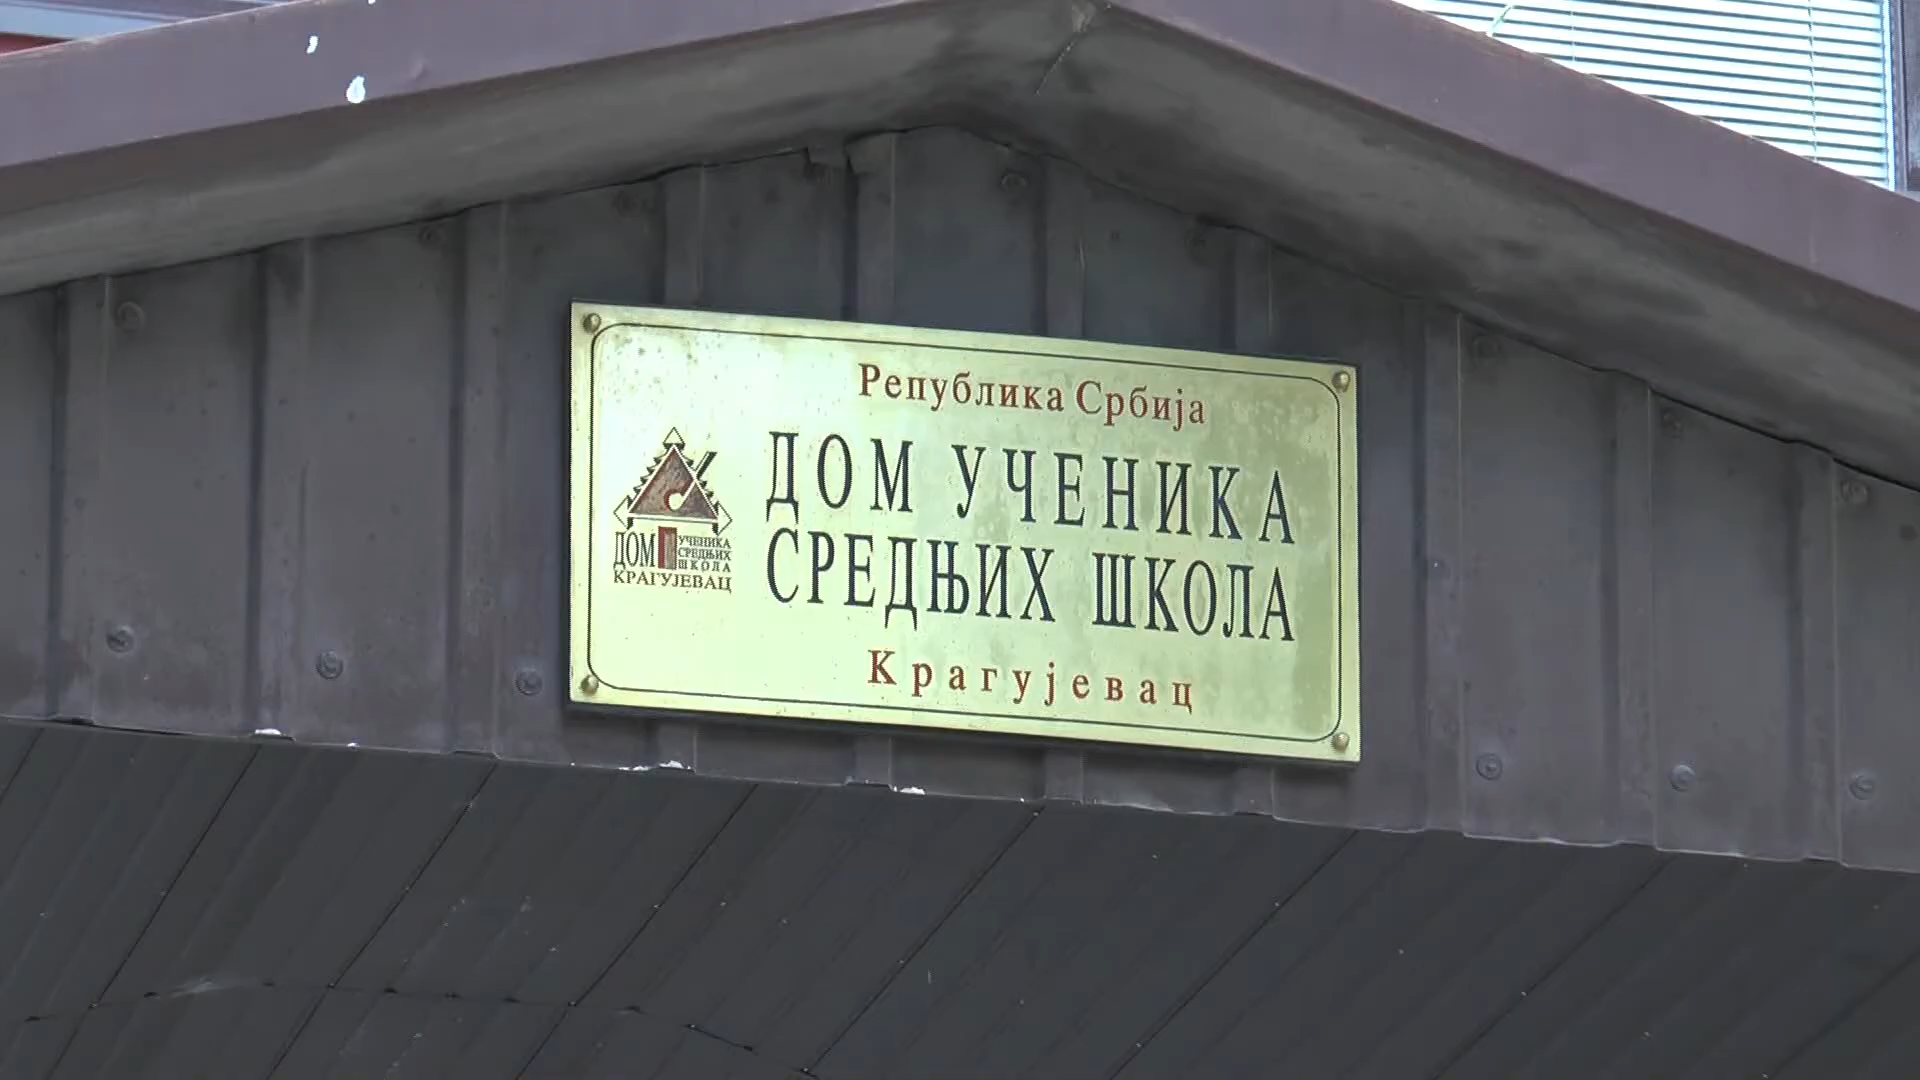 Република Србија
ДОМ УЧЕНИКА
СРЕДЊИХ ШКОЛА
Крагујевац
ДОМ
УЧЕНИКА
СРЕДЊИХ
ШКОЛА
КРАГУЈЕВАЦ